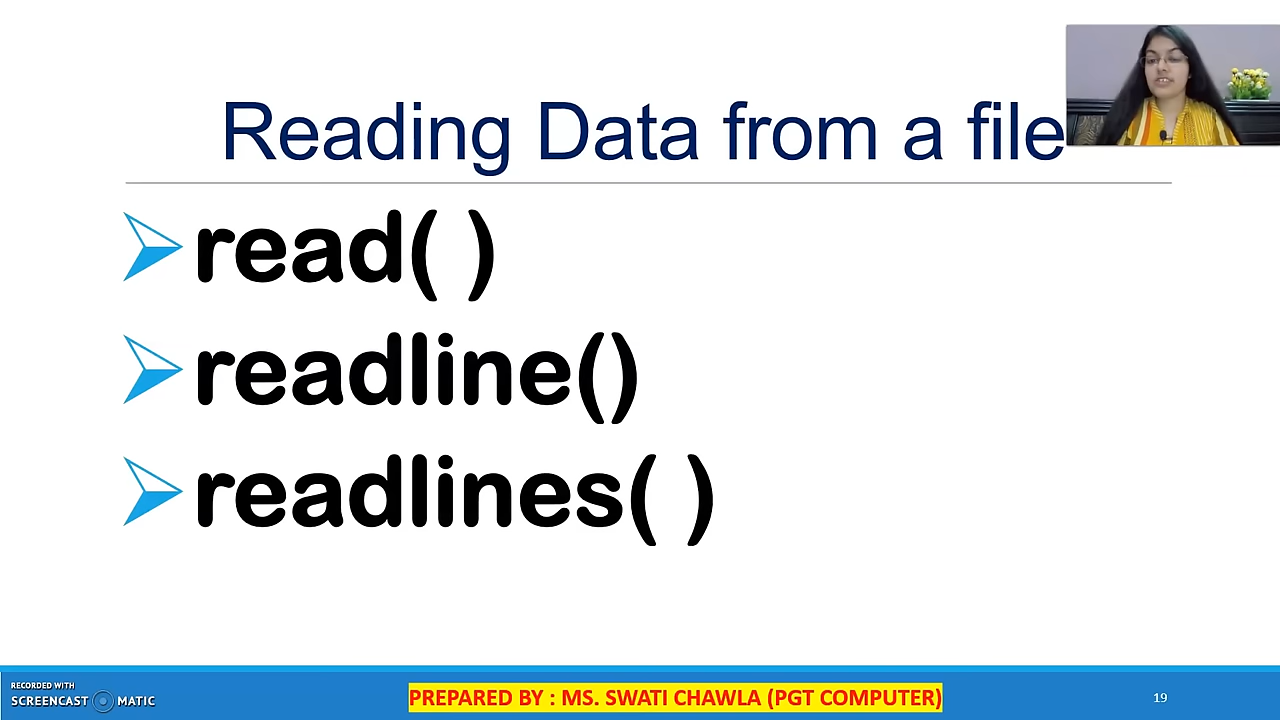 Reading Data from a file
read( )
readline()
readlines( )
RECORDED WITH
SCREENCAST MATIC
PREPARED BY : MS. SWATI CHAWLA (PGT COMPUTER)
19